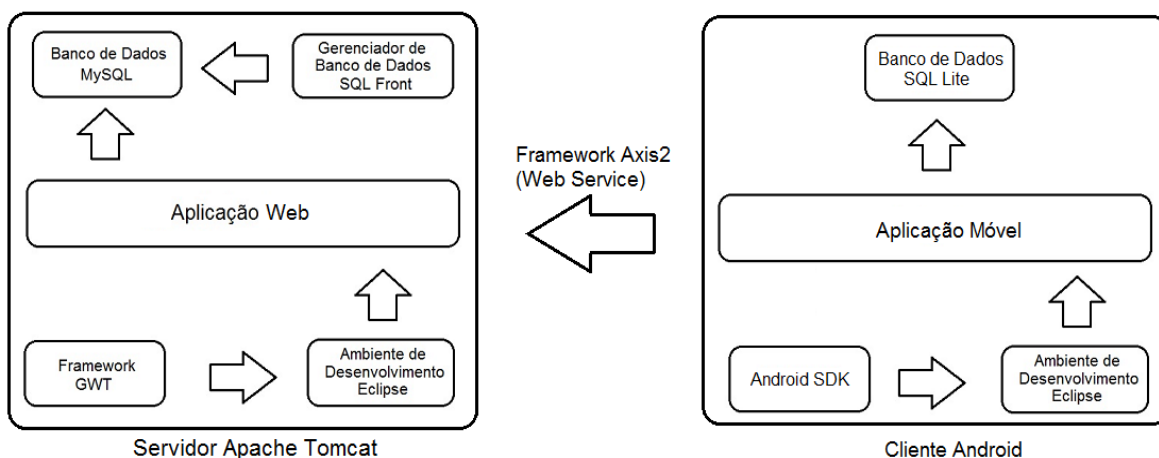 Banco de Dados
MySQL
Gerenciador de
Banco de Dados
SQL Front
Aplicação Web
Framework
GWT
Ambiente de
Desenvolvimento
Eclipse
Servidor Apache Tomcat
Framework Axis2
(Web Service)
Banco de Dados
SQL Lite
Aplicação Móvel
Android SDK
Ambiente de
Desenvolvimento
Eclipse
Cliente Android